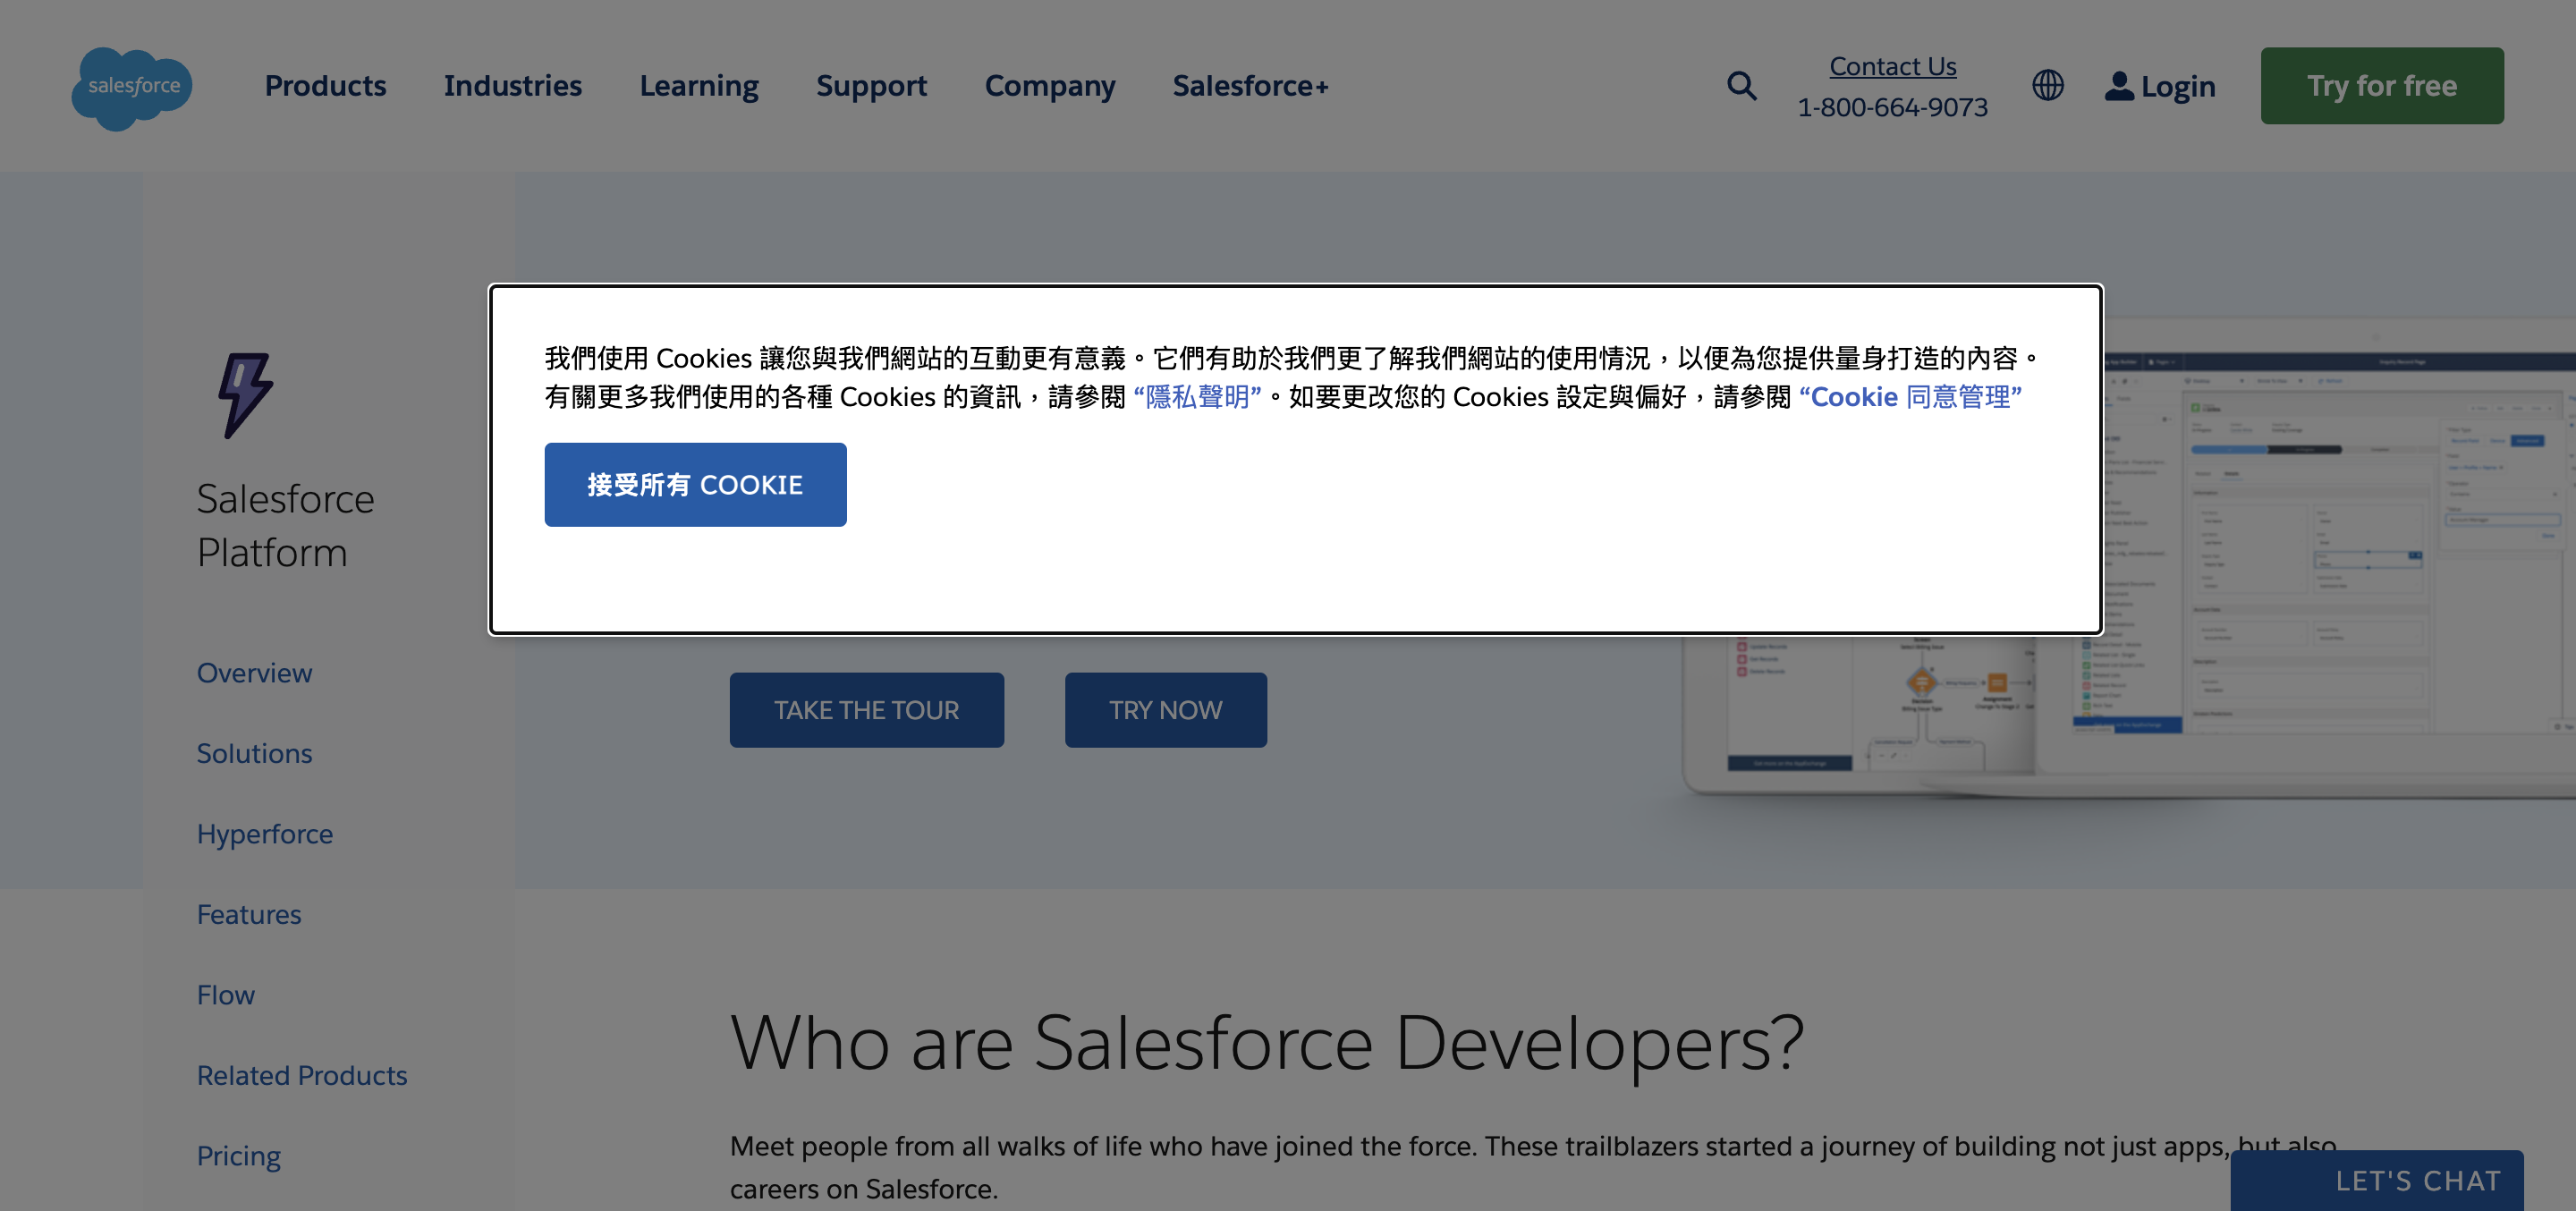 salesforce
Products
Industries
Learning
Support
Company
Salesforce+
Contact Us
1-800-664-9073
Login
Try for free
Salesforce
Platform
Overview
Solutions
Hyperforce
Features
Flow
Related Products
Pricing
我們使用 Cookies 讓您與我們網站的互動更有意義。它們有助於我們更了解我們網站的使用情況，以便為您提供量身打造的內容。
有關更多我們使用的各種 Cookies 的資訊，請參閱 “隱私聲明”。如要更改您的 Cookies 設定與偏好，請參閱 “Cookie 同意管理”
接受所有 COOKIE
TAKE THE TOUR
TRY NOW
Who are Salesforce Developers?
Meet people from all walks of life who have joined the force. These trailblazers started a journey of building not just apps, but also
careers on Salesforce.
LET'S CHAT